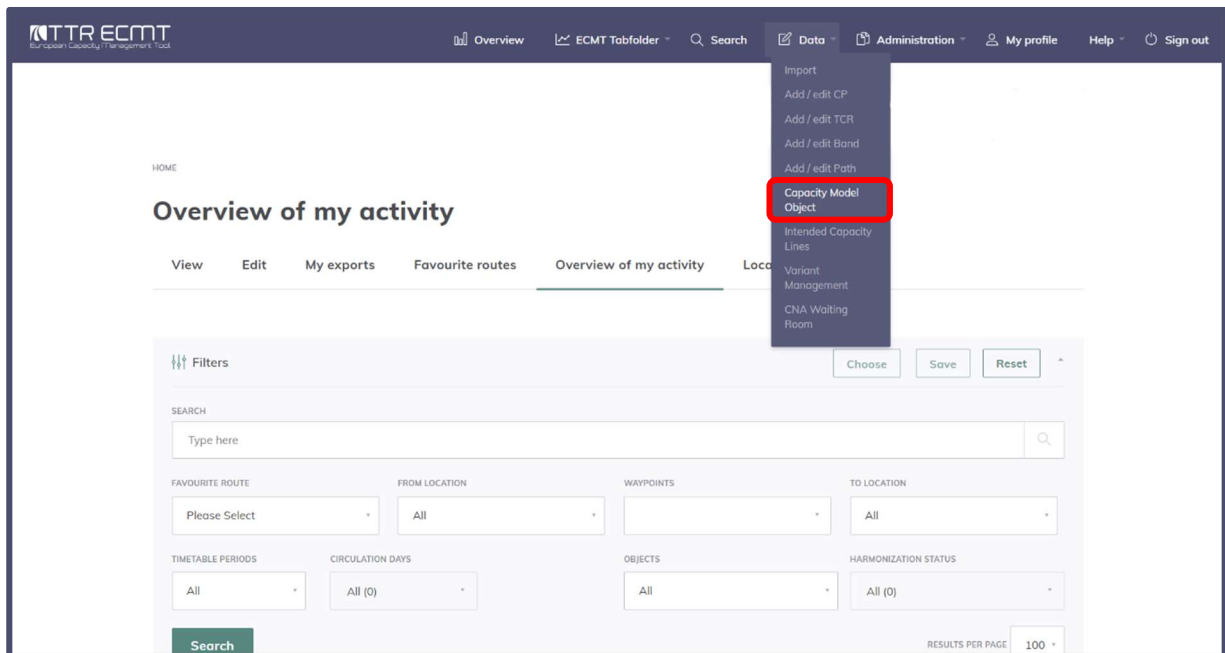 TTR ECMT
European Capacity Management Tool
Overview
ECMT Tabfolder
Search
Data
Administration
My profile
Help
Sign out
Import
Add / edit CP
Add / edit TCR
Add / edit Band
Add / edit Path
Capacity Model
Object
Intended Capacity
Lines
Variant
Management
CNA Waiting
Room
HOME
Overview of my activity
View
Edit
My exports
Favourite routes
Overview of my activity
Filters
Choose
Save
Reset
SEARCH
Type here
FAVOURITE ROUTE
FROM LOCATION
WAYPOINTS
TO LOCATION
Please Select
All
All
TIMETABLE PERIODS
CIRCULATION DAYS
OBJECTS
HARMONIZATION STATUS
All
All (0)
All
All (0)
Search
RESULTS PER PAGE
100